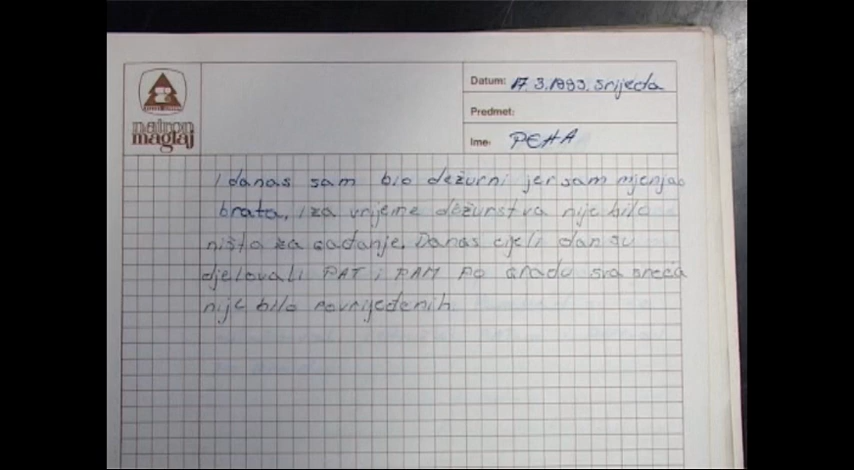 natron
maglaj
Datum: 17.3.1993. srijeda
Predmet:
Ime: PEHA
I danas sam bio dežurni jer sam mjenjao
brata, i za vrijeme dežurstva nije bilo
ništa za gađanje. Danas cijeli dan su
djelovali PAT i PAM po gradu sva sreća
nije bilo povrijeđenih